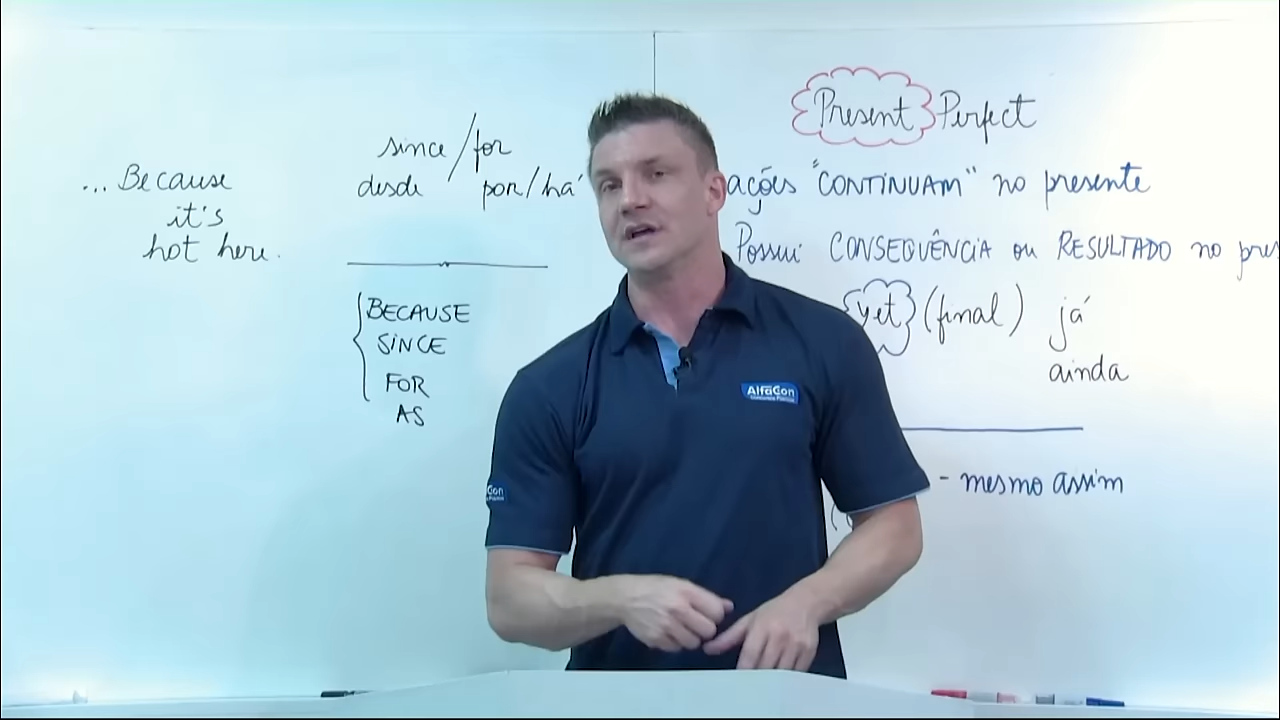 ... Because
it's
hot here.
since / for
desde por/há
BECAUSE
SINCE
FOR
AS
Present Perfect
ações "CONTINUAM" no presente
Possui CONSEQUÊNCIA ou RESULTADO no pres
yet (final) já
ainda
- mesmo assim
AlfaCon
Con